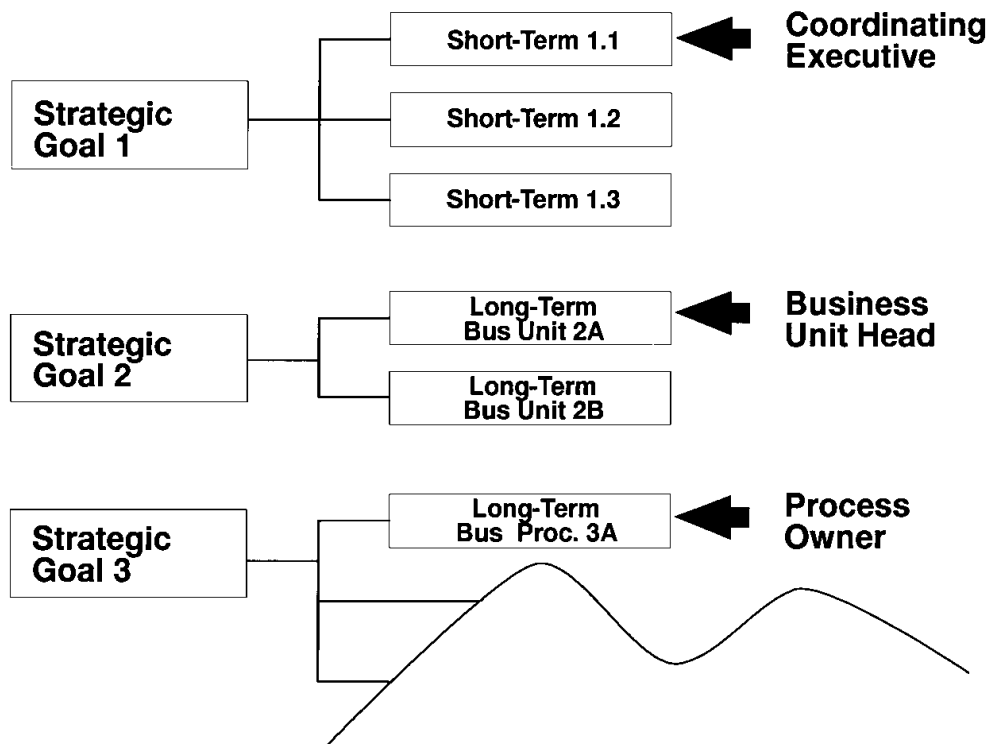 Strategic
Goal 1
Short-Term 1.1
Short-Term 1.2
Short-Term 1.3
Coordinating
Executive
Strategic
Goal 2
Long-Term
Bus Unit 2A
Long-Term
Bus Unit 2B
Business
Unit Head
Strategic
Goal 3
Long-Term
Bus Proc. 3A
Process
Owner